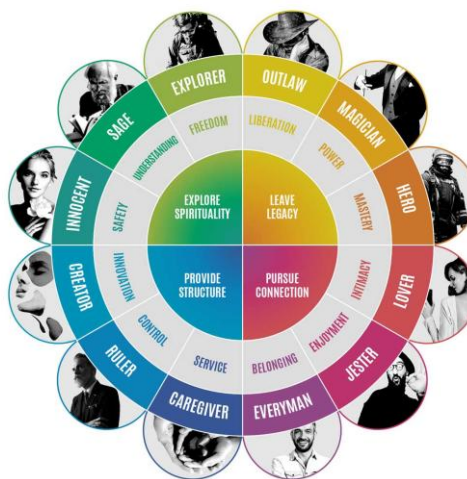 EXPLORER
OUTLAW
MAGICIAN
HERO
LOVER
JESTER
EVERYMAN
CAREGIVER
RULER
CREATOR
INNOCENT
SAGE
FREEDOM
LIBERATION
POWER
MASTERY
INTIMACY
ENJOYMENT
BELONGING
SERVICE
CONTROL
INNOVATION
SAFETY
UNDERSTANDING
EXPLORE
SPIRITUALITY
LEAVE
LEGACY
PROVIDE
STRUCTURE
PURSUE
CONNECTION